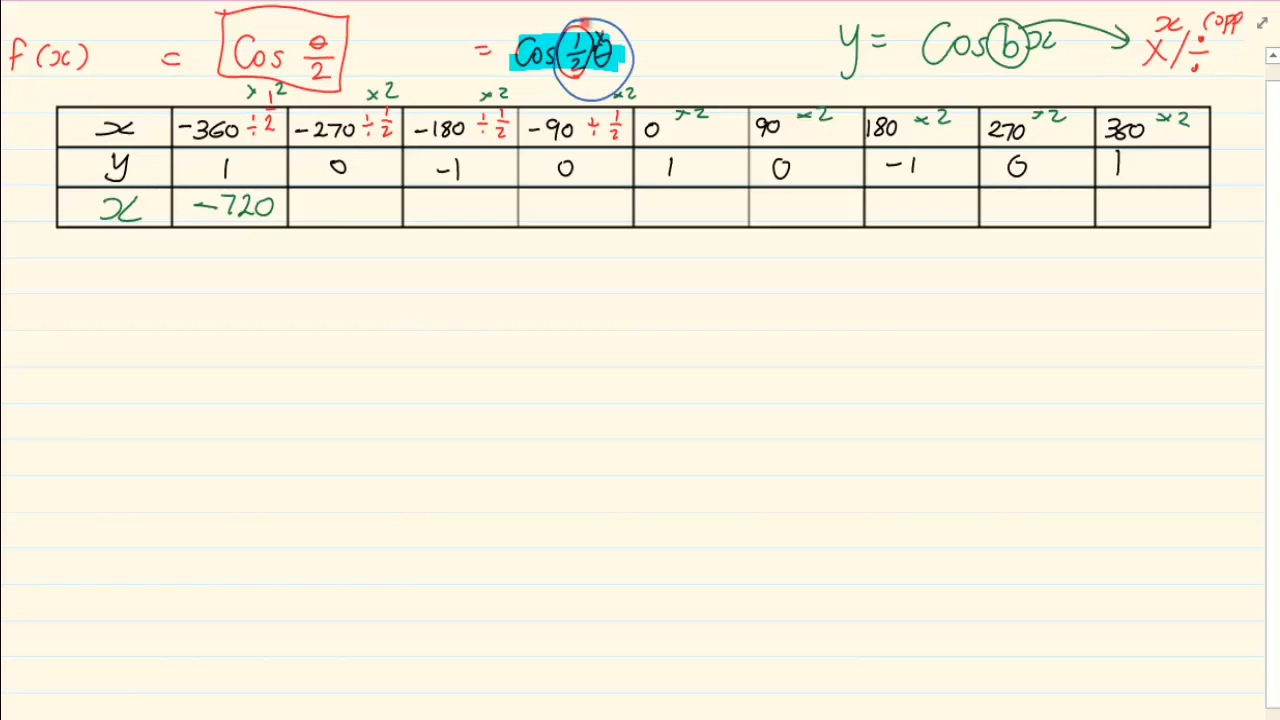 f(x) = Cos θ/2 = Cos (1/2) × θ y = Cos b x → x (opp
× / ÷
× 2 × 2 × 2 × 2
x -360 ÷ 1/2 -270 ÷ 1/2 -180 ÷ 1/2 -90 ÷ 1/2 0 × 2 90 × 2 180 × 2 270 × 2 360 × 2
y 1 0 -1 0 1 0 -1 0 1
x -720